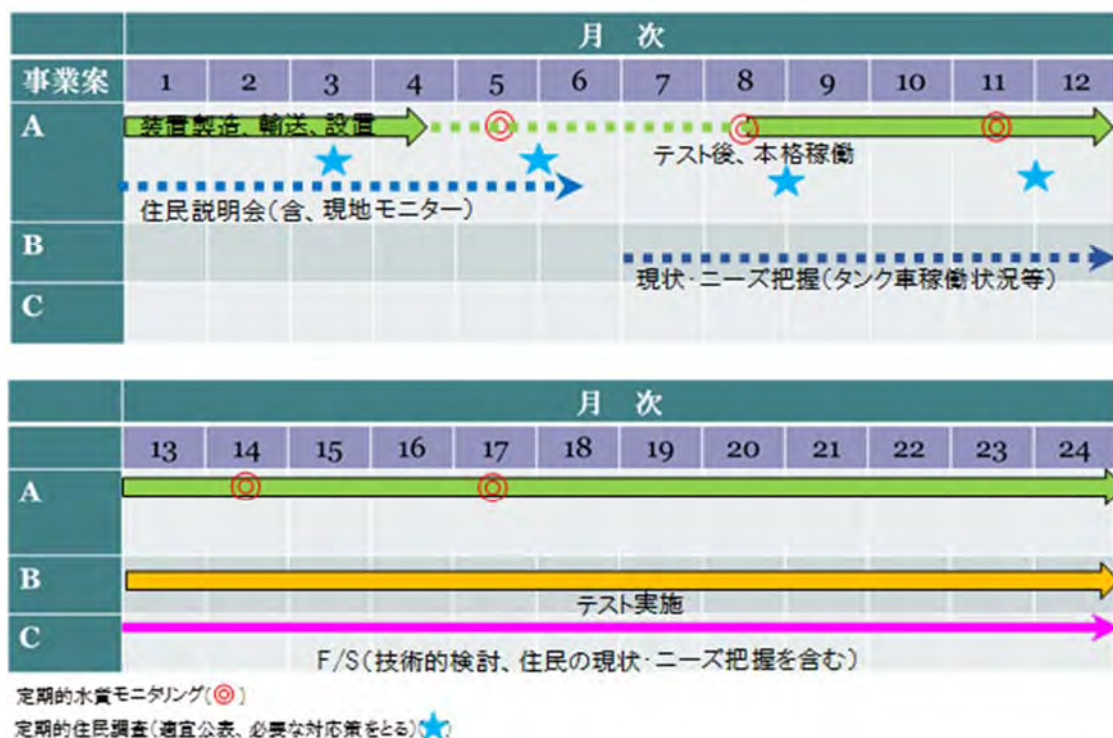 月 次
事業案 1 2 3 4 5 6 7 8 9 10 11 12
A
装置製造、輸送、設置
テスト後、本格稼働
住民説明会(含、現地モニター)
B
現状・ニーズ把握(タンク車稼働状況等)
C
月 次
13 14 15 16 17 18 19 20 21 22 23 24
A
B
テスト実施
C
F/S(技術的検討、住民の現状・ニーズ把握を含む)
定期的水質モニタリング(◎)
定期的住民調査(適宜公表、必要な対応策をとる)(★)